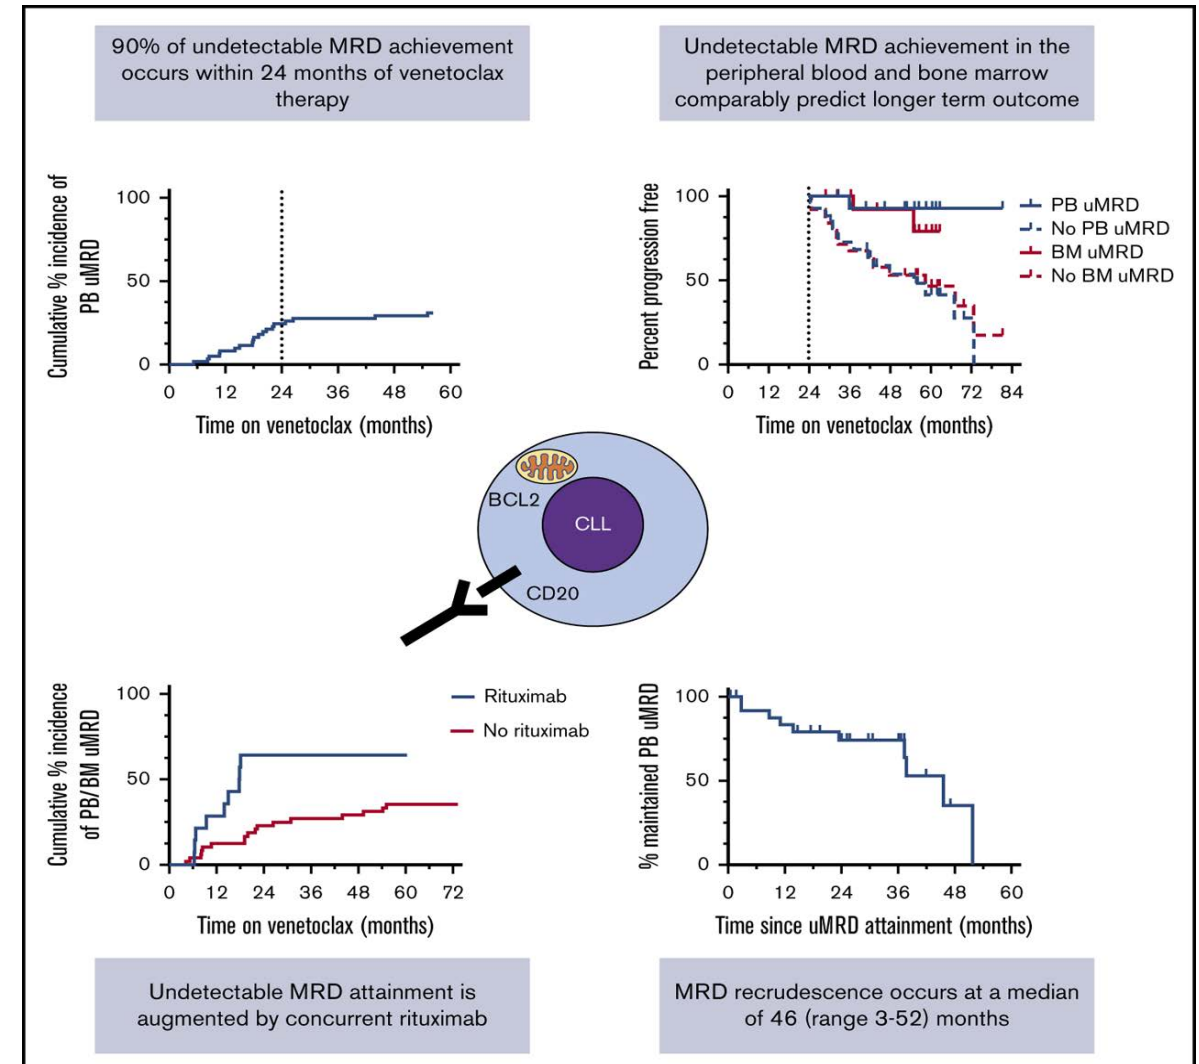 90% of undetectable MRD achievement
occurs within 24 months of venetoclax
therapy
Undetectable MRD achievement in the
peripheral blood and bone marrow
comparably predict longer term outcome
Cumulative % incidence of
PB uMRD
100
50
0
0 12 24 36 48 60
Time on venetoclax (months)
Percent progression free
100
50
0
0 12 24 36 48 60 72 84
Time on venetoclax (months)
PB uMRD
No PB uMRD
BM uMRD
No BM uMRD
BCL2
CLL
CD20
Cumulative % incidence
of PB/BM uMRD
100
50
0
0 12 24 36 48 60 72
Time on venetoclax (months)
Rituximab
No rituximab
% maintained PB uMRD
100
50
0
0 12 24 36 48 60
Time since uMRD attainment (months)
Undetectable MRD attainment is
augmented by concurrent rituximab
MRD recrudescence occurs at a median
of 46 (range 3-52) months